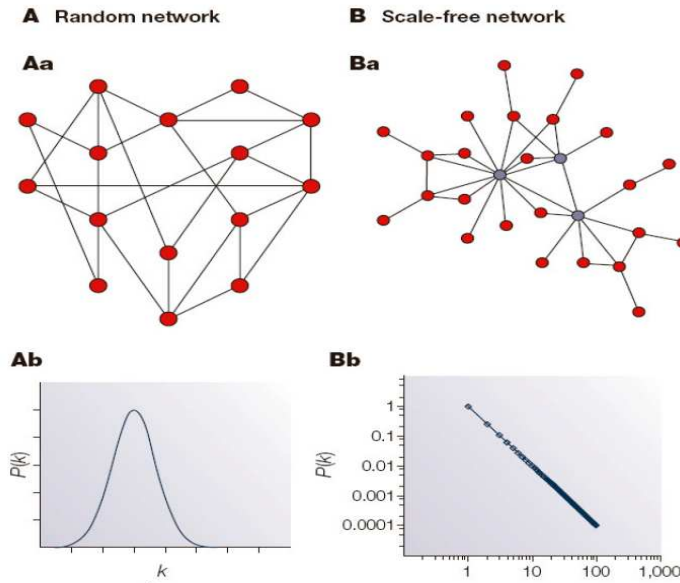 A Random network
B Scale-free network
Aa
Ba
Ab
Bb
P(k)
k
P(k)
1
0.1
0.01
0.001
0.0001
1
10
100
1,000